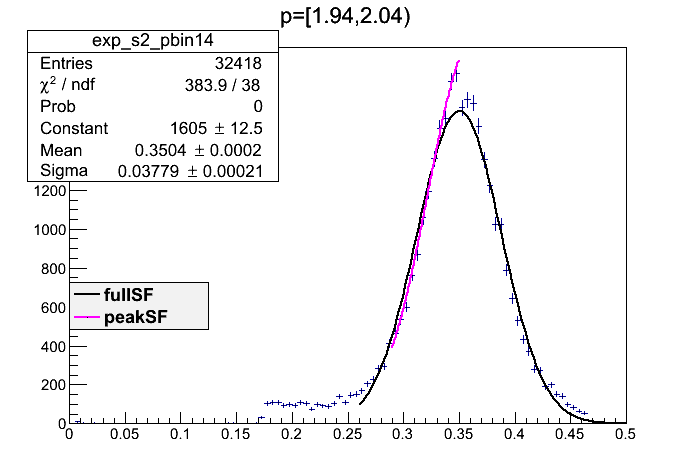 p=[1.94,2.04)
exp_s2_pbin14
Entries 32418
χ² / ndf 383.9 / 38
Prob 0
Constant 1605 ± 12.5
Mean 0.3504 ± 0.0002
Sigma 0.03779 ± 0.00021
1200
1000
800
fullSF
600
peakSF
400
200
0
0 0.05 0.1 0.15 0.2 0.25 0.3 0.35 0.4 0.45 0.5